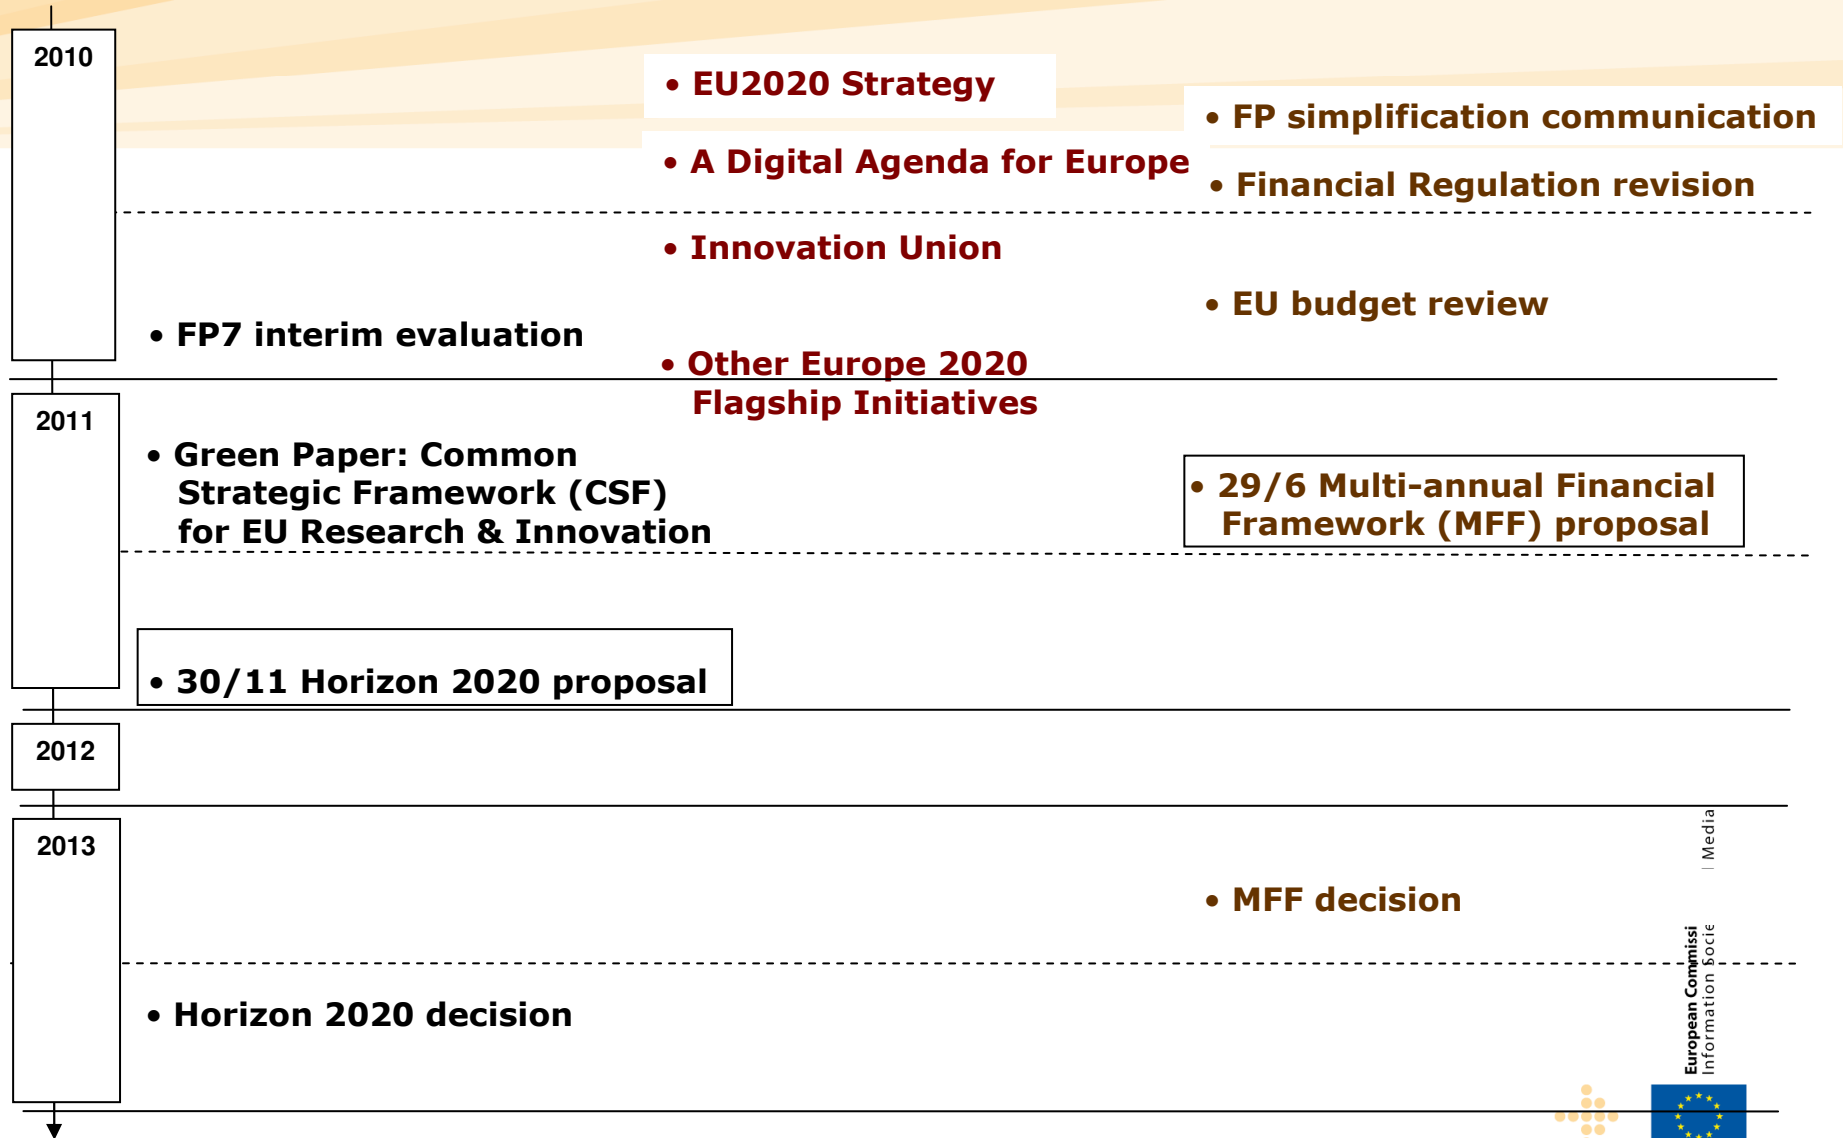 2010
• EU2020 Strategy
• FP simplification communication
• A Digital Agenda for Europe
• Financial Regulation revision
• Innovation Union
• EU budget review
• FP7 interim evaluation
• Other Europe 2020
Flagship Initiatives
2011
• Green Paper: Common
Strategic Framework (CSF)
for EU Research & Innovation
• 29/6 Multi-annual Financial
Framework (MFF) proposal
• 30/11 Horizon 2020 proposal
2012
2013
• MFF decision
• Horizon 2020 decision
European Commissi
Information Socie | Media